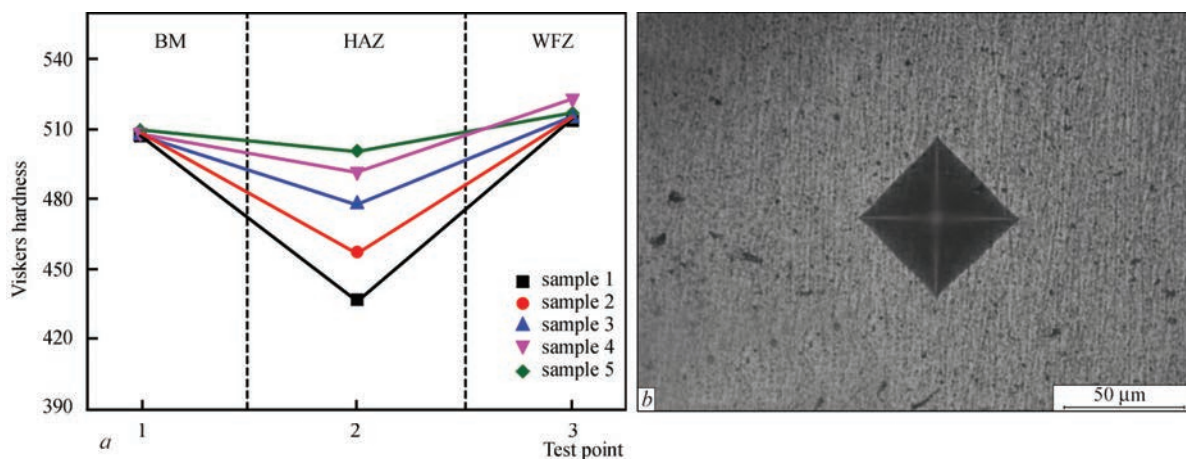 BM HAZ WFZ
540
510
480
450
420
390
Viskers hardness
sample 1
sample 2
sample 3
sample 4
sample 5
1 2 3
Test point
a
b
50 μm